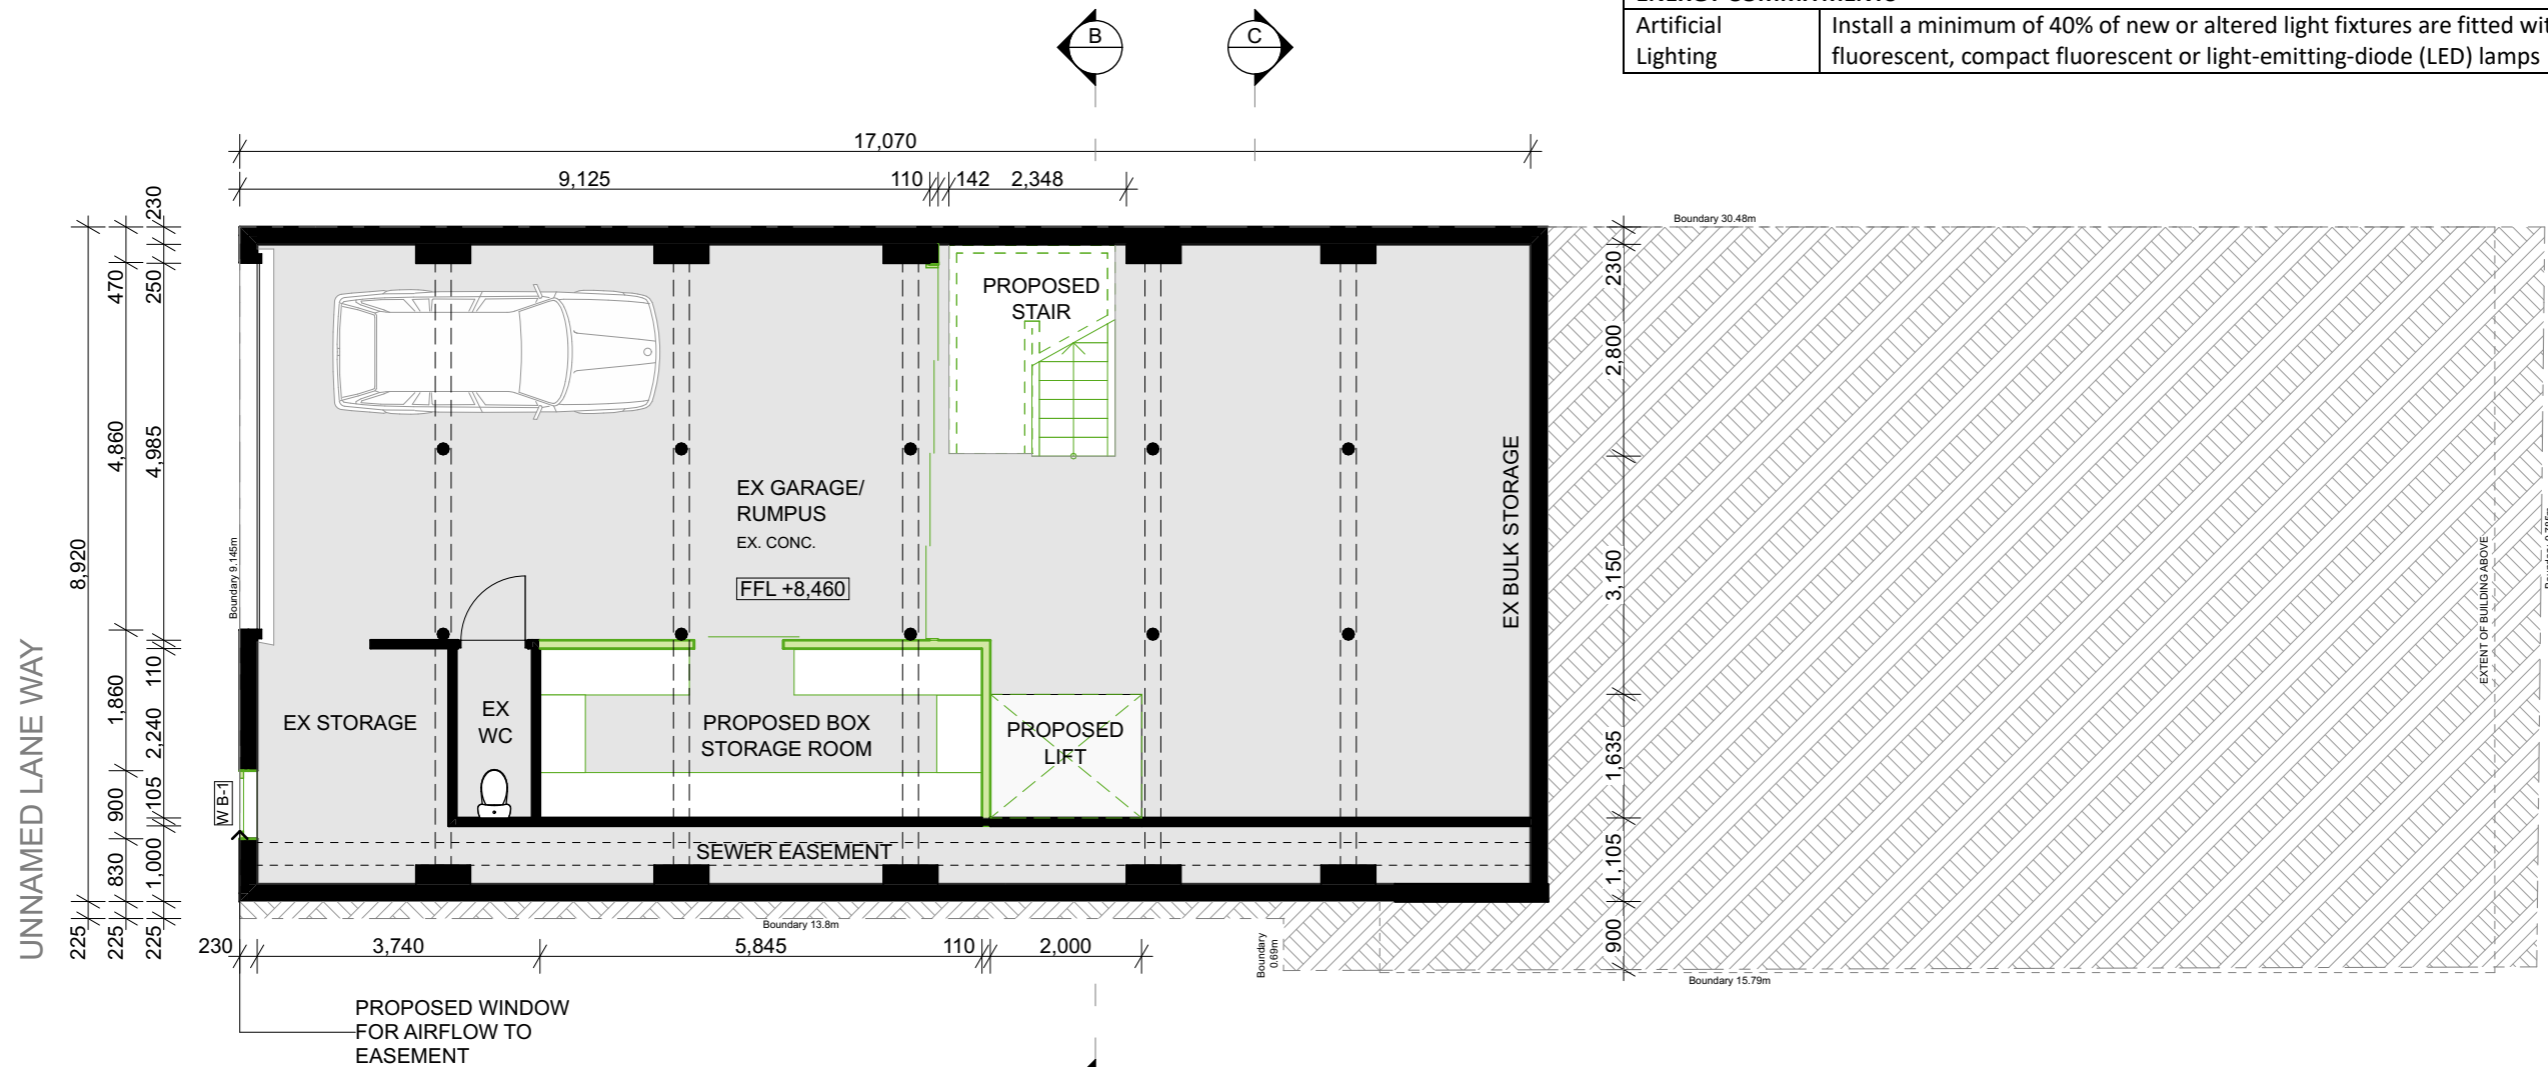 ENERGY COMMITMENTS
Artificial
Lighting
Install a minimum of 40% of new or altered light fixtures are fitted wit
fluorescent, compact fluorescent or light-emitting-diode (LED) lamps
B
C
17,070
9,125
110
142
2,348
230
470
250
8,920
4,860
4,985
1,860
110
2,240
900
105
830
1,000
225
225
225
UNNAMED LANE WAY
Boundary 9.145m
W B-1
Boundary 30.48m
PROPOSED
STAIR
EX GARAGE/
RUMPUS
EX. CONC.
FFL +8,460
EX BULK STORAGE
EX STORAGE
EX
WC
PROPOSED BOX
STORAGE ROOM
PROPOSED
LIFT
SEWER EASEMENT
230
2,800
3,150
1,635
1,105
900
EXTENT OF BUILDING ABOVE
Boundary 13.8m
Boundary
0.69m
Boundary 15.79m
230
3,740
5,845
110
2,000
PROPOSED WINDOW
FOR AIRFLOW TO
EASEMENT